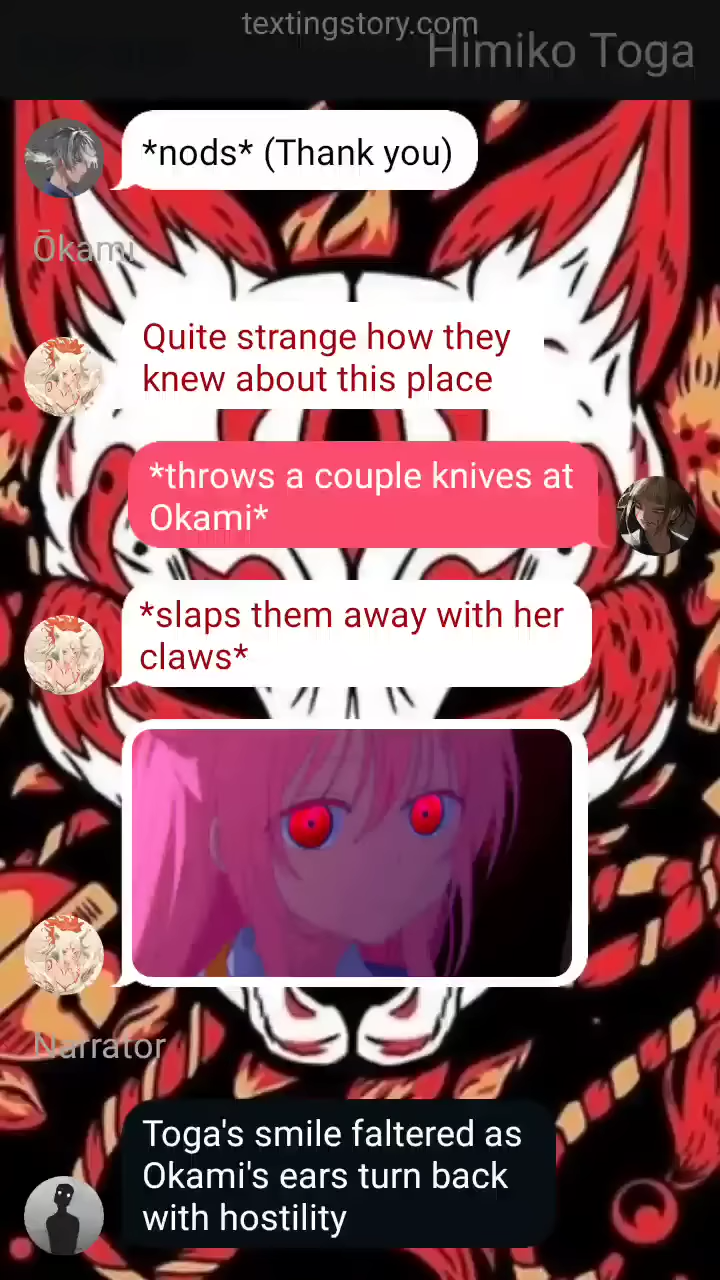 textingstory.com
Himiko Toga
*nods* (Thank you)
Ōkami
Quite strange how they
knew about this place
*throws a couple knives at
Okami*
*slaps them away with her
claws*
Narrator
Toga's smile faltered as
Okami's ears turn back
with hostility